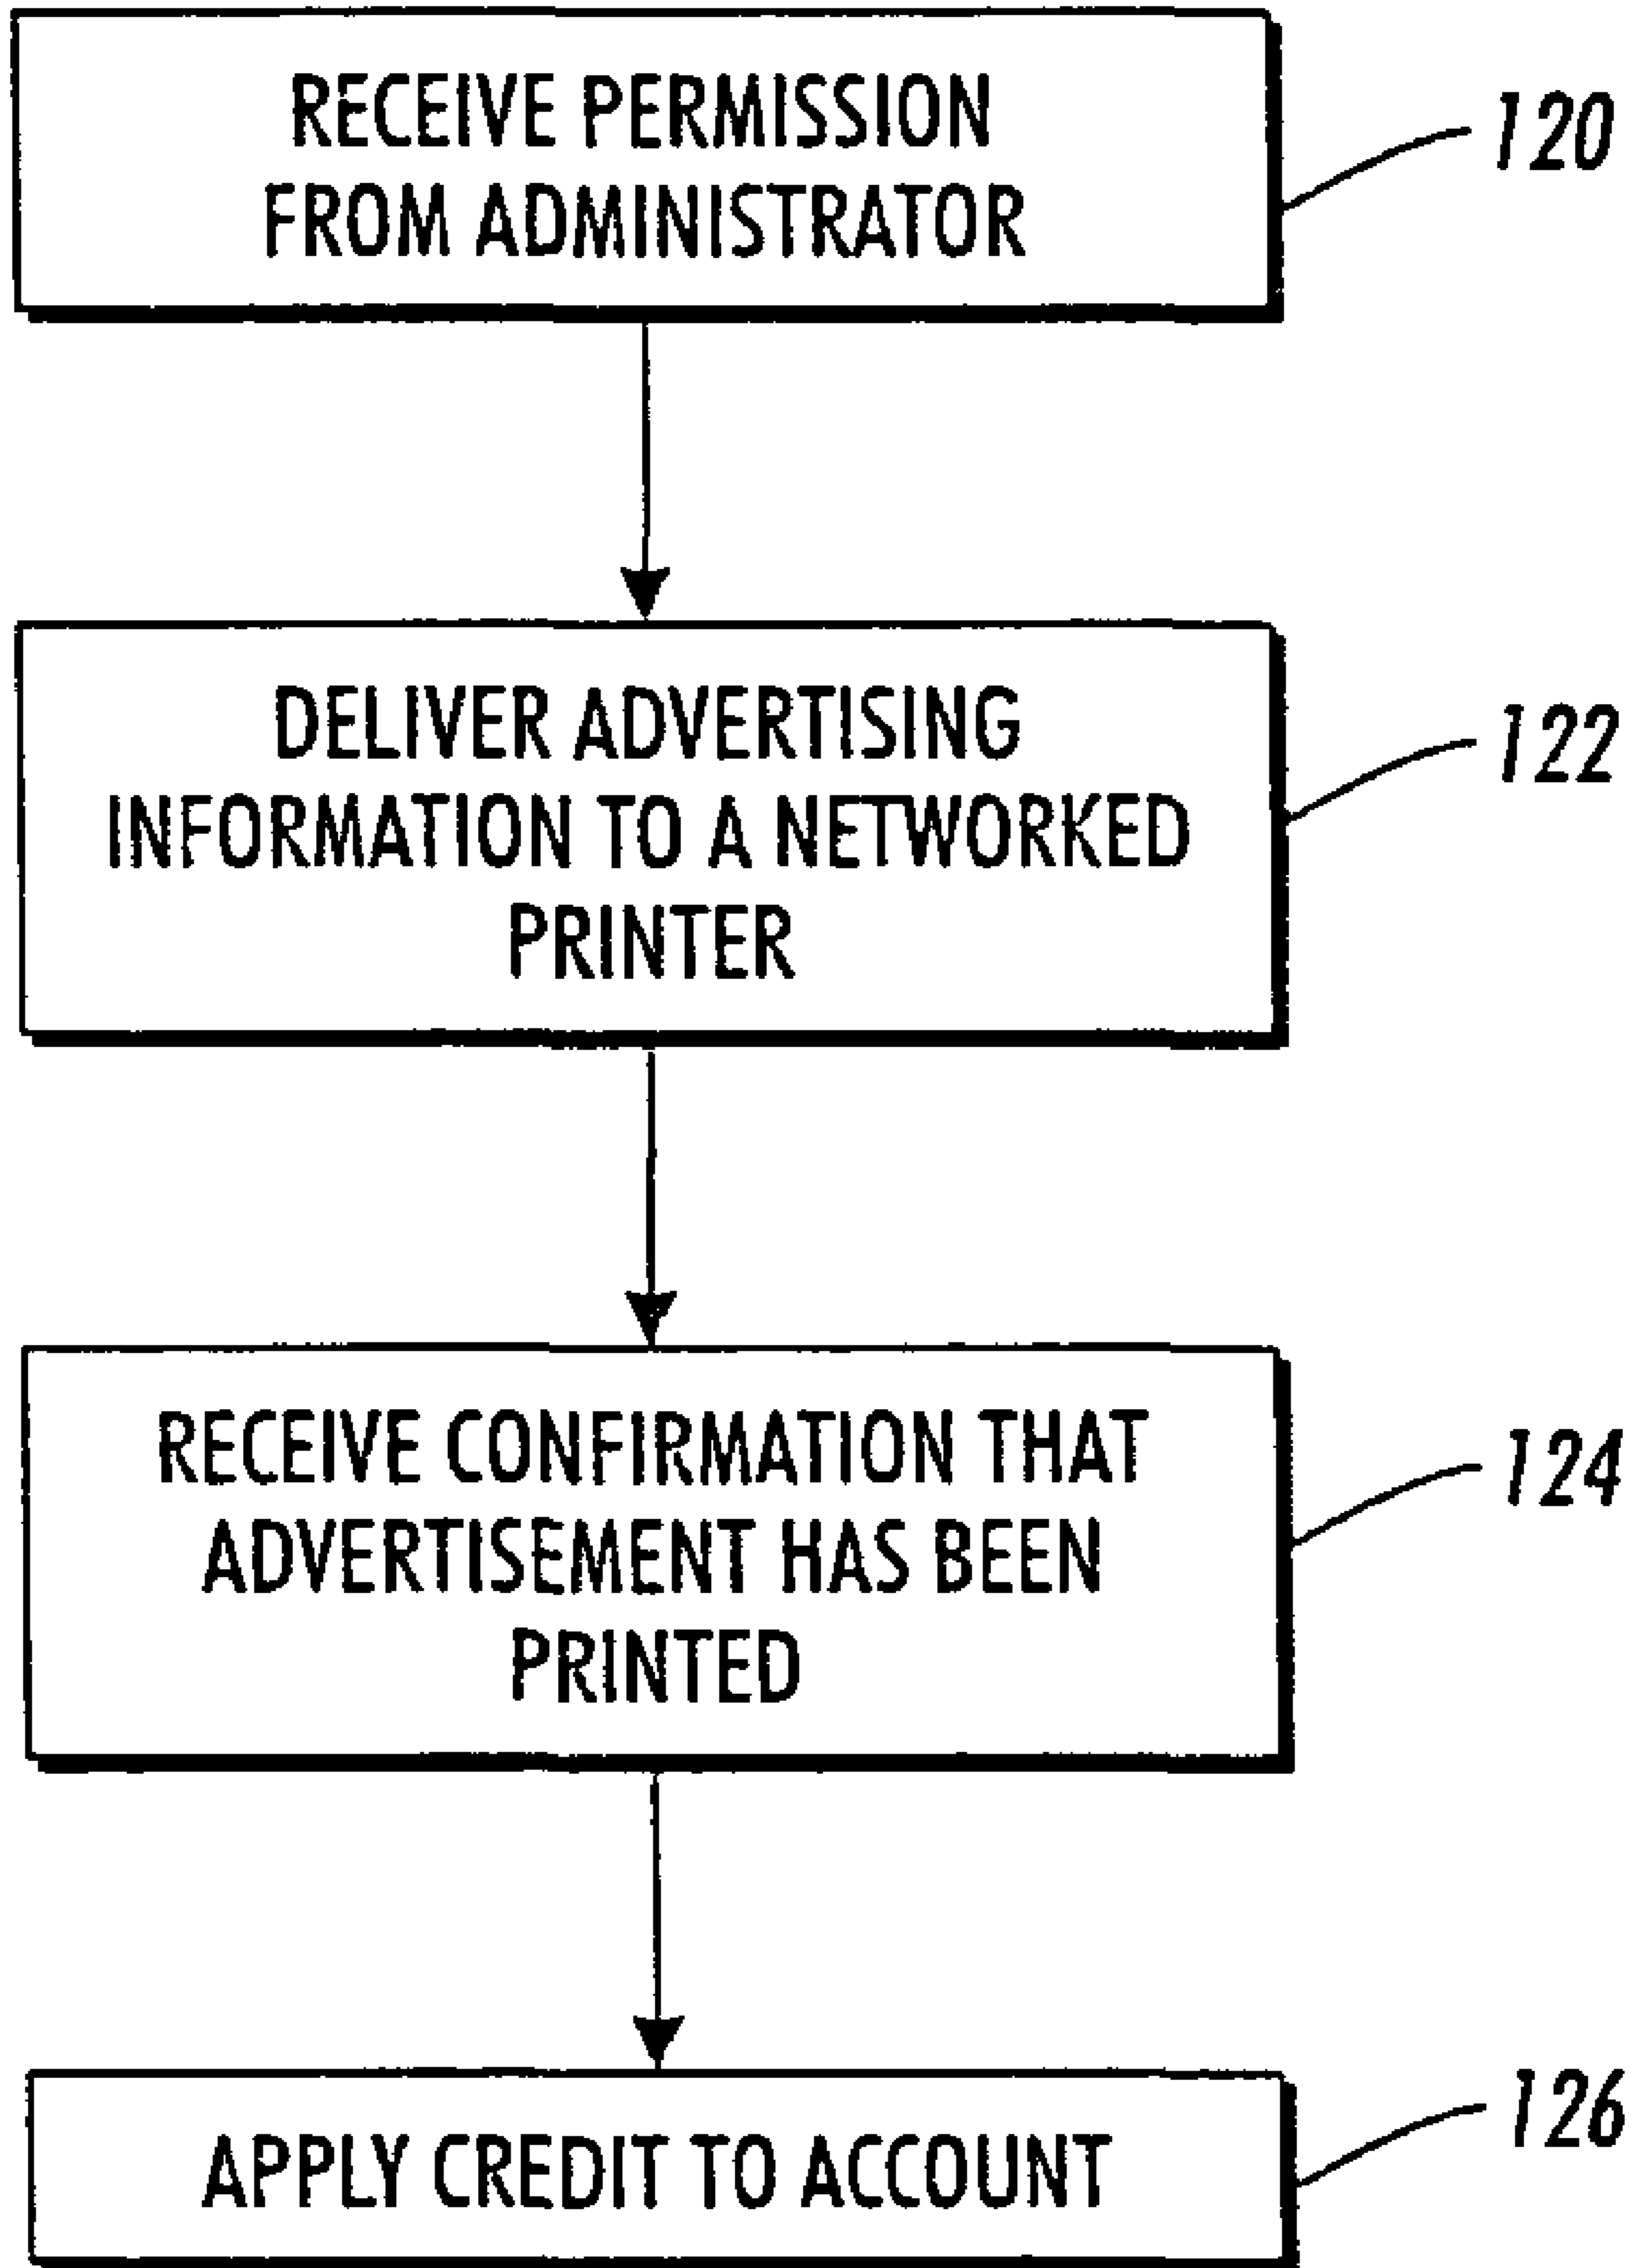 RECEIVE PERMISSION
FROM ADMINISTRATOR
120
DELIVER ADVERTISING
INFORMATION TO A NETWORKED
PRINTER
122
RECEIVE CONFIRMATION THAT
ADVERTISEMENT HAS BEEN
PRINTED
124
APPLY CREDIT TO ACCOUNT
126